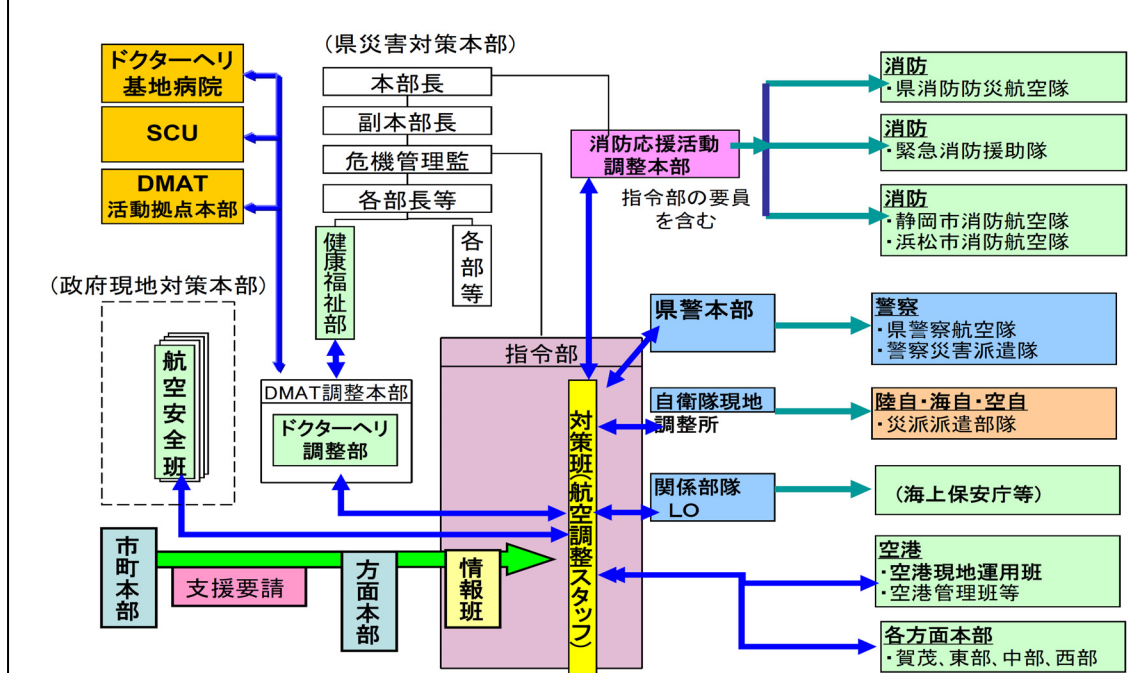 ドクターヘリ
基地病院
SCU
DMAT
活動拠点本部
(県災害対策本部)
本部長
副本部長
危機管理監
各部長等
健康福祉部
各部等
消防応援活動
調整本部
指令部の要員
を含む
消防
・県消防防災航空隊
消防
・緊急消防援助隊
消防
・静岡市消防航空隊
・浜松市消防航空隊
(政府現地対策本部)
航空安全班
DMAT調整本部
ドクターヘリ
調整部
指令部
対策班(航空調整スタッフ)
県警本部
警察
・県警察航空隊
・警察災害派遣隊
自衛隊現地
調整所
陸自・海自・空自
・災派派遣部隊
関係部隊
LO
(海上保安庁等)
空港
・空港現地運用班
・空港管理班等
各方面本部
・賀茂、東部、中部、西部
市町本部
支援要請
方面本部
情報班